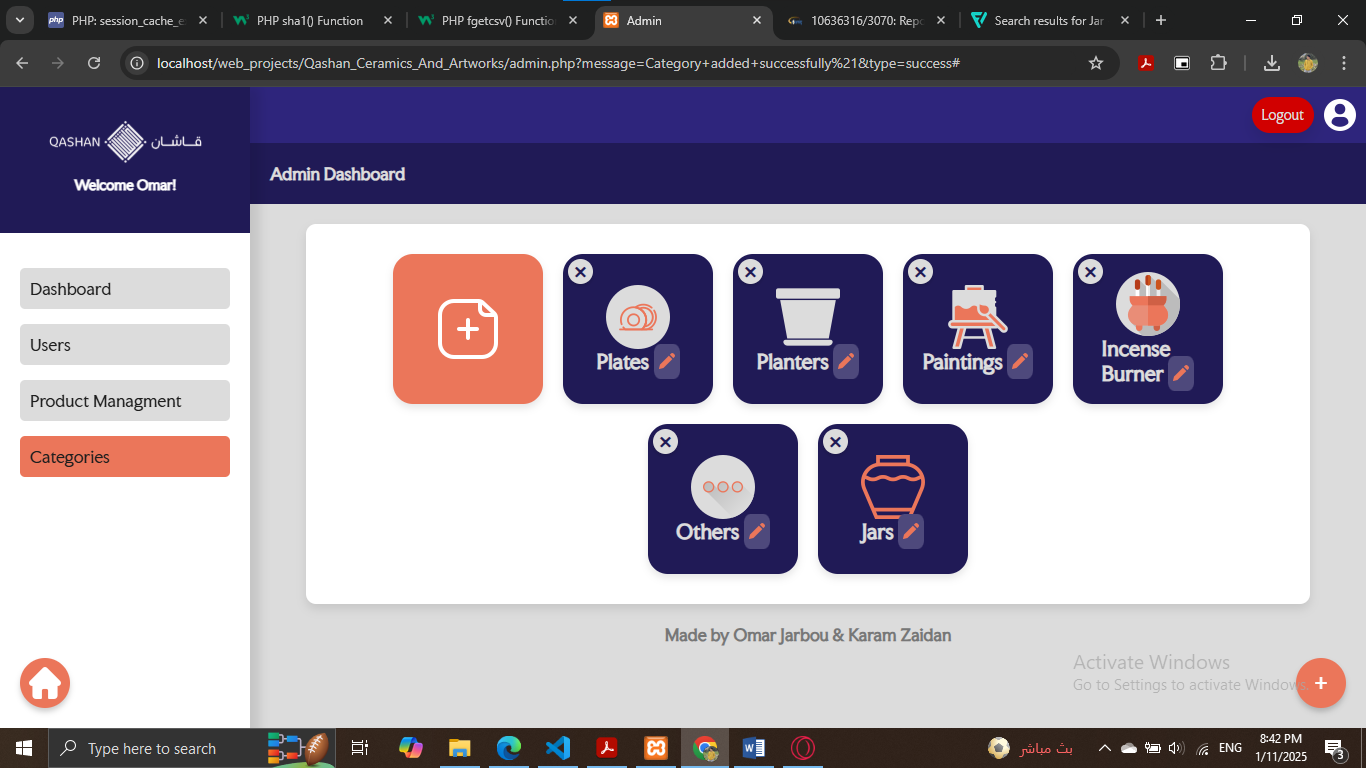 PHP: session_cache_e
PHP sha1() Function
PHP fgetcsv() Functio
Admin
10636316/3070: Rep
Search results for Jar
localhost/web_projects/Qashan_Ceramics_And_Artworks/admin.php?message=Category+added+successfully%21&type=success#
QASHAN قـاشـان
Welcome Omar!
Logout
Admin Dashboard
Dashboard
Users
Product Managment
Categories
Plates
Planters
Paintings
Incense
Burner
Others
Jars
Made by Omar Jarbou & Karam Zaidan
Activate Windows
Go to Settings to activate Windows.
Type here to search
بث مباشر
ENG
8:42 PM
1/11/2025
3